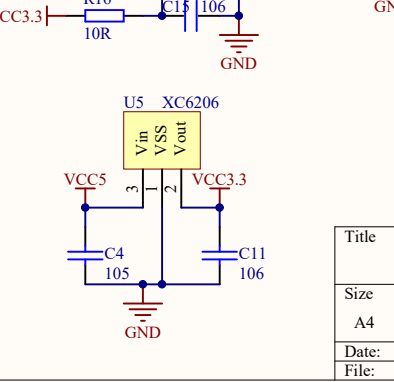 CC3.3
10R
C15
106
GND
GN
U5 XC6206
Vin
VSS
Vout
3
1
2
VCC5
VCC3.3
C4
105
C11
106
GND
Title
Size
A4
Date:
File: